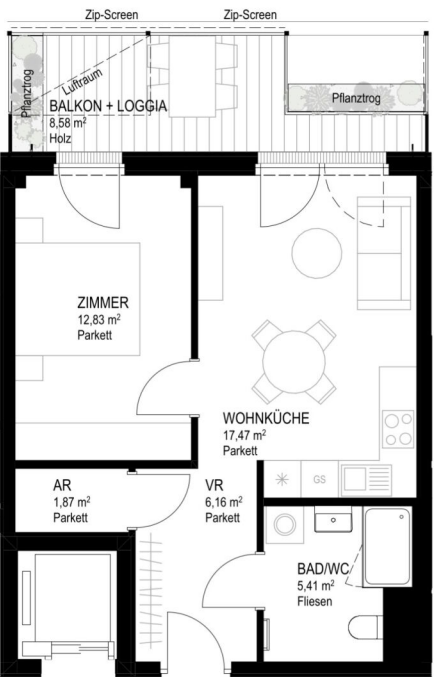 Zip-Screen
Zip-Screen
Pflanztrog
Luftraum
Pflanztrog
BALKON + LOGGIA
8,58 m²
Holz
ZIMMER
12,83 m²
Parkett
WOHNKÜCHE
17,47 m²
Parkett
GS
AR
1,87 m²
Parkett
VR
6,16 m²
Parkett
BAD/WC
5,41 m²
Fliesen